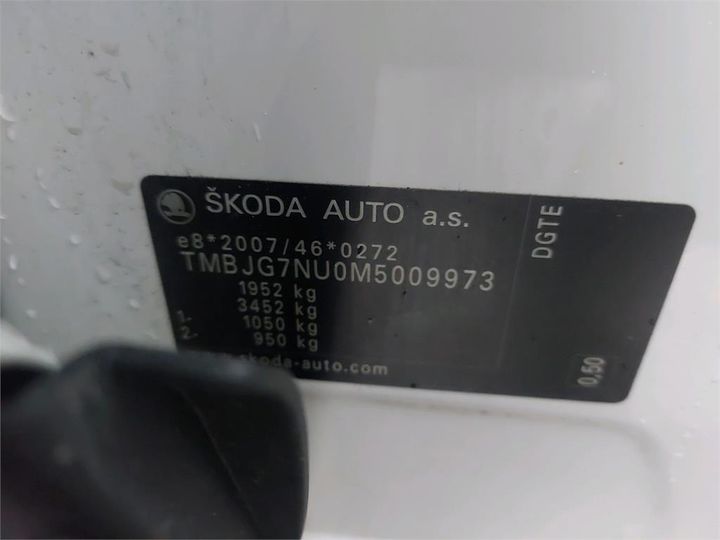 ŠKODA AUTO a.s.
e8*2007/46*0272
TMBJG7NU0M5009973
1952 kg
3452 kg
1. 1050 kg
2. 950 kg
skoda-auto.com
DGTE
0,50